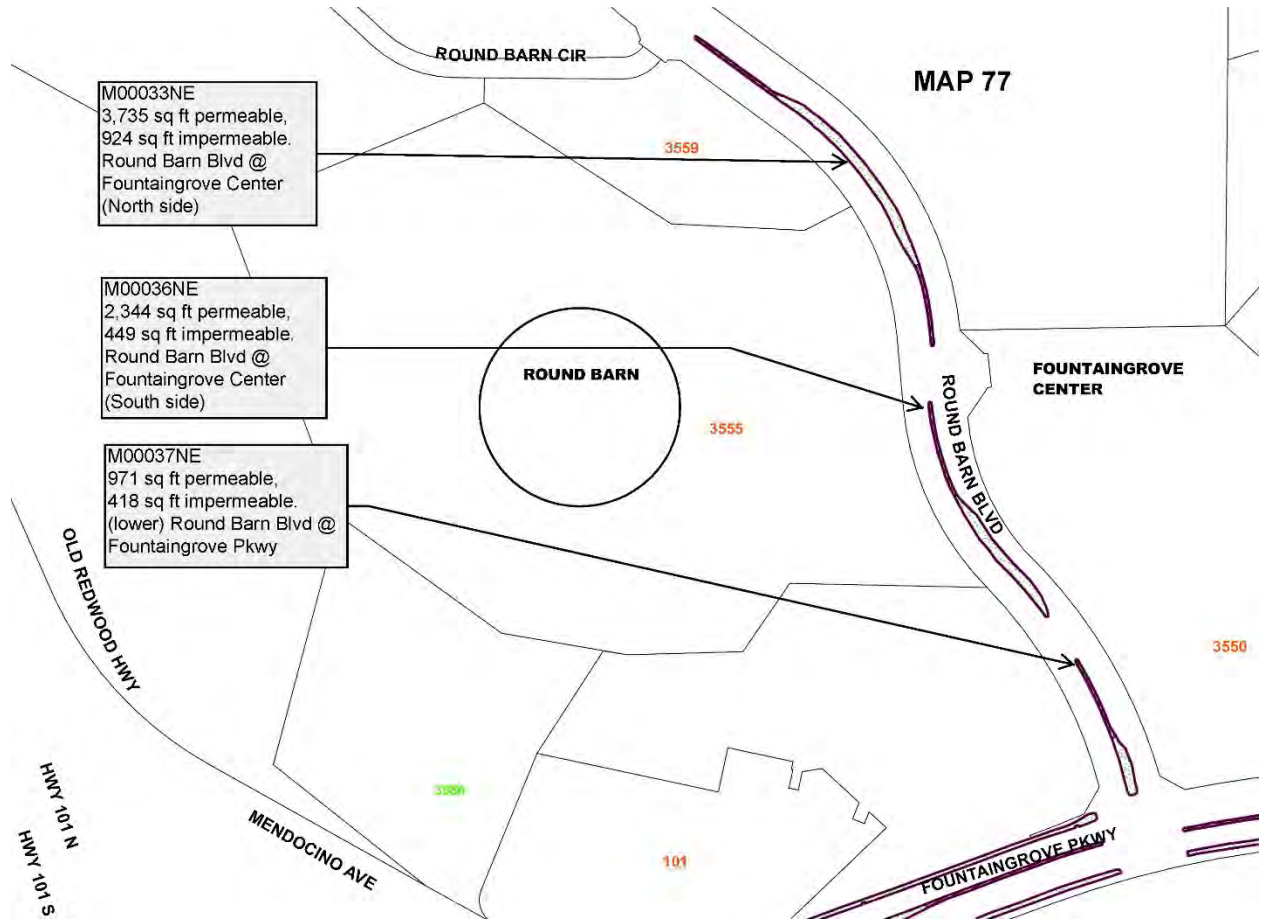 ROUND BARN CIR
MAP 77
M00033NE
3,735 sq ft permeable,
924 sq ft impermeable.
Round Barn Blvd @
Fountaingrove Center
(North side)
3559
M00036NE
2,344 sq ft permeable,
449 sq ft impermeable.
Round Barn Blvd @
Fountaingrove Center
(South side)
ROUND BARN
FOUNTAINGROVE
CENTER
3555
ROUND BARN BLVD
M00037NE
971 sq ft permeable,
418 sq ft impermeable.
(lower) Round Barn Blvd @
Fountaingrove Pkwy
OLD REDWOOD HWY
3550
HWY 101 N
HWY 101 S
MENDOCINO AVE
101
FOUNTAINGROVE PKWY